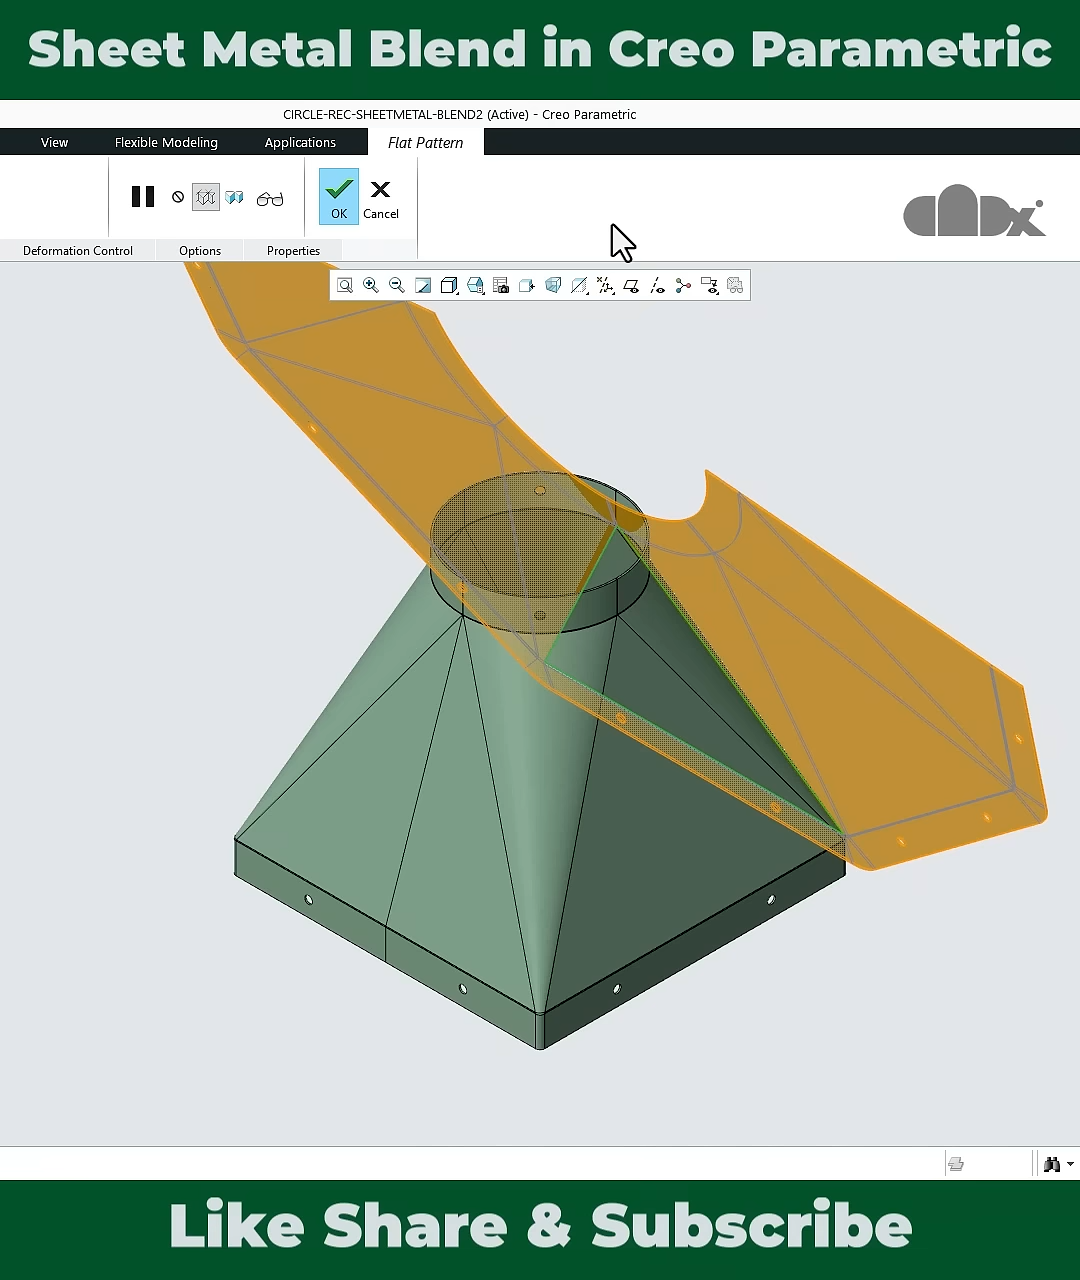 Sheet Metal Blend in Creo Parametric
CIRCLE-REC-SHEETMETAL-BLEND2 (Active) - Creo Parametric
View Flexible Modeling Applications Flat Pattern
OK Cancel
CADX
Deformation Control Options Properties
Like Share & Subscribe